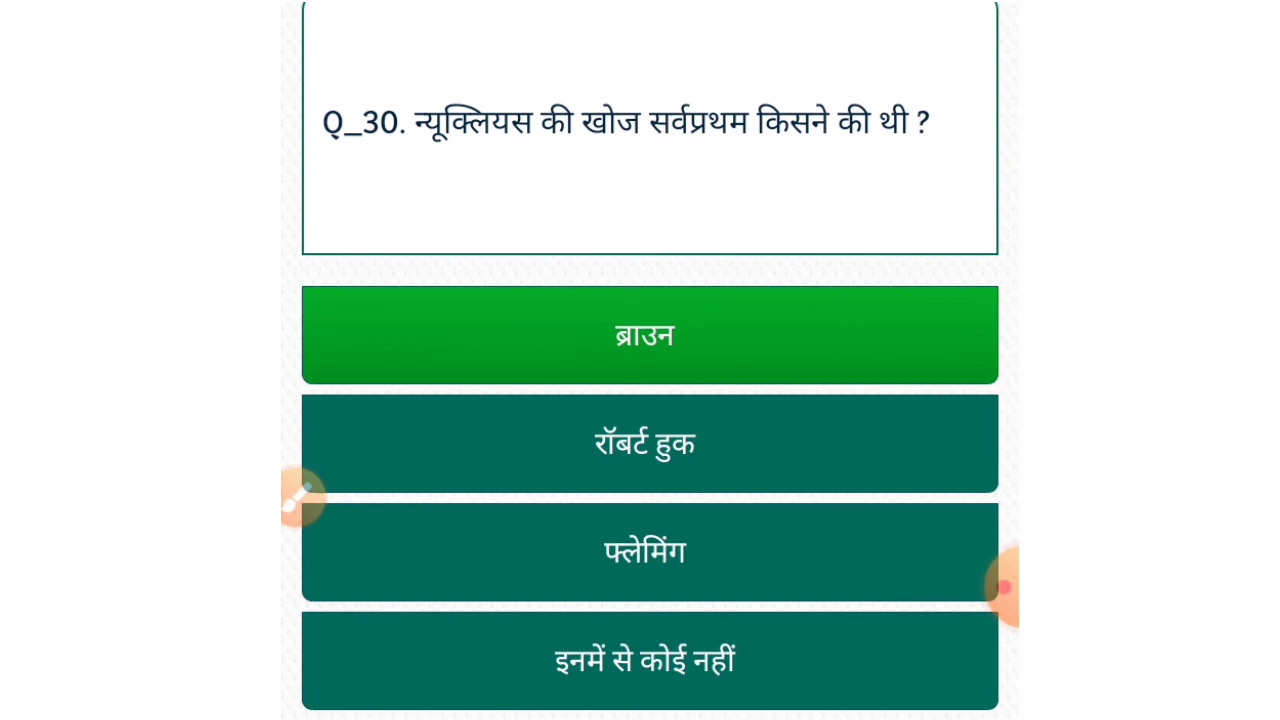 Q_30. न्यूक्लियस की खोज सर्वप्रथम किसने की थी ?
ब्राउन
रॉबर्ट हुक
फ्लेमिंग
इनमें से कोई नहीं